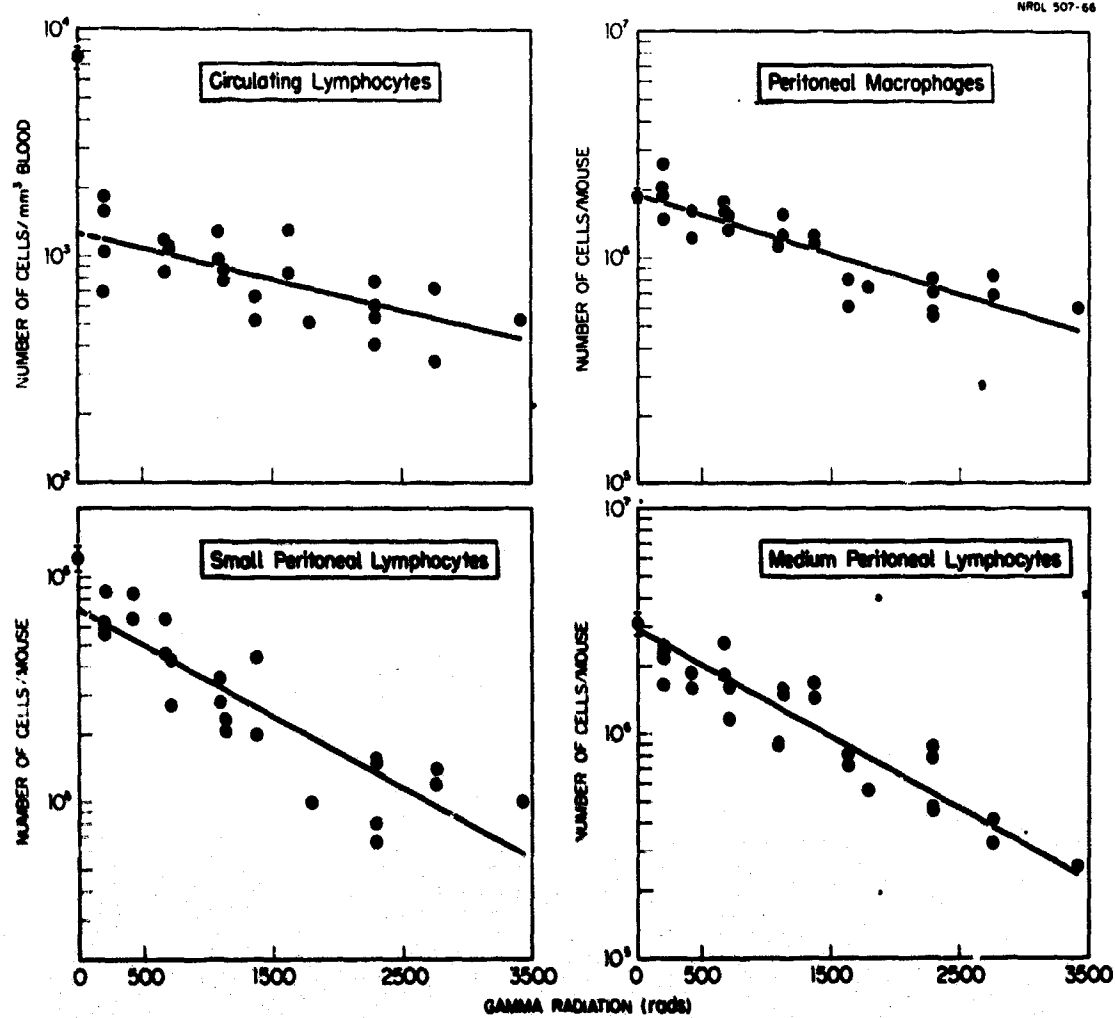 NRDL 507-66
Circulating Lymphocytes
NUMBER OF CELLS/mm³ BLOOD
10⁴
10³
10²
Peritoneal Macrophages
NUMBER OF CELLS/MOUSE
10⁷
10⁶
10⁵
Small Peritoneal Lymphocytes
NUMBER OF CELLS/MOUSE
0 500 1500 2500 3500
Medium Peritoneal Lymphocytes
NUMBER OF CELLS/MOUSE
10⁷
10⁶
10⁵
0 500 1500 2500 3500
GAMMA RADIATION (rads)